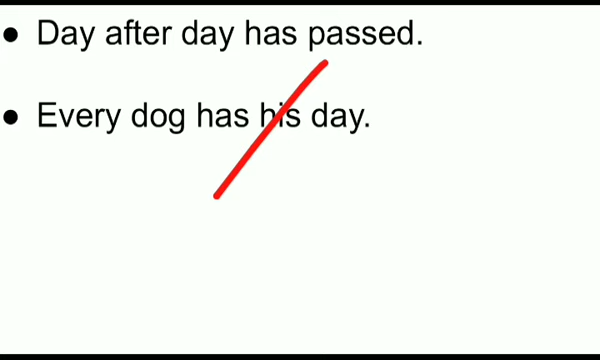 ● Day after day has passed.
● Every dog has his day.